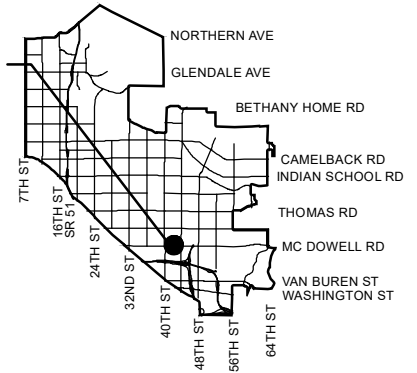 NORTHERN AVE
GLENDALE AVE
BETHANY HOME RD
CAMELBACK RD
INDIAN SCHOOL RD
THOMAS RD
MC DOWELL RD
VAN BUREN ST
WASHINGTON ST
7TH ST
16TH ST
SR 51
24TH ST
32ND ST
40TH ST
48TH ST
56TH ST
64TH ST